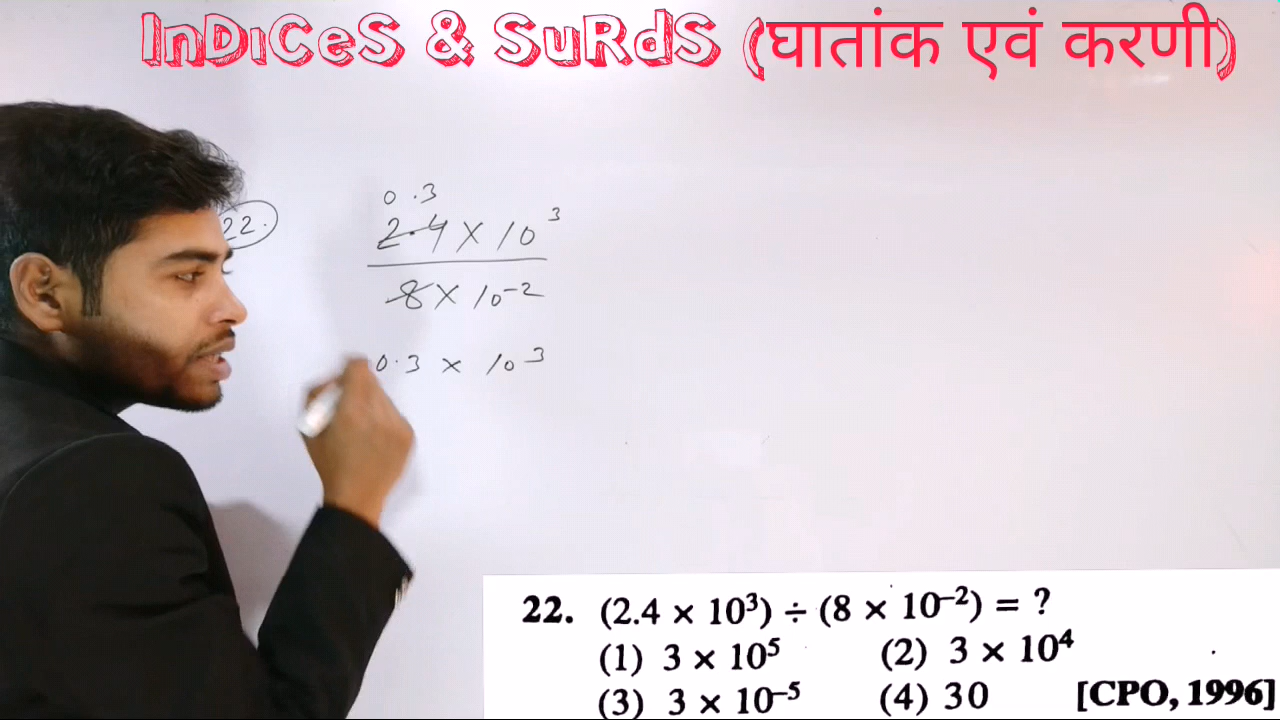 InDiCeS & SuRdS (घातांक एवं करणी)
22.
0.3
2.4 × 10³
8 × 10⁻²
0.3 × 10³
22. (2.4 × 10³) ÷ (8 × 10⁻²) = ?
(1) 3 × 10⁵ (2) 3 × 10⁴
(3) 3 × 10⁻⁵ (4) 30 [CPO, 1996]